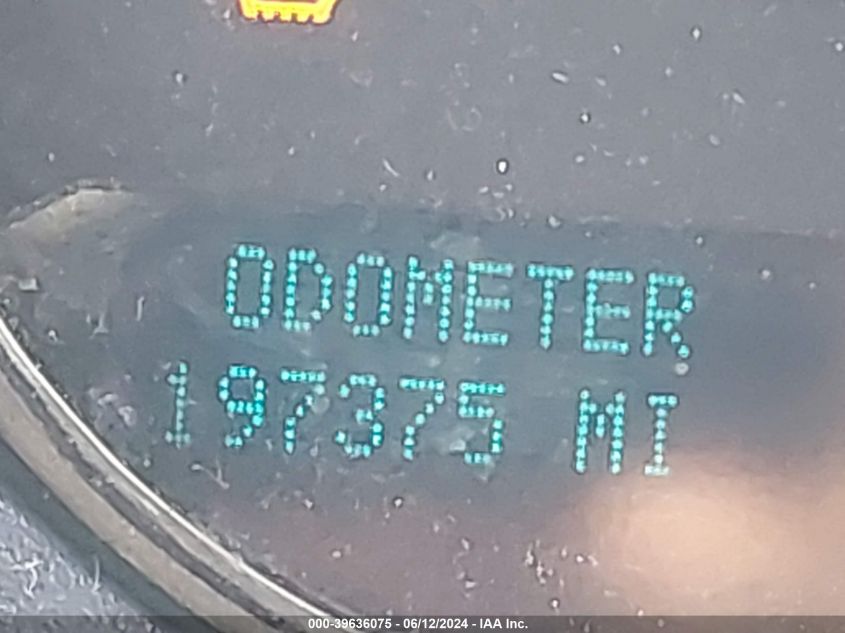 ODOMETER
197375 MI
000-39636075 - 06/12/2024 - IAA Inc.